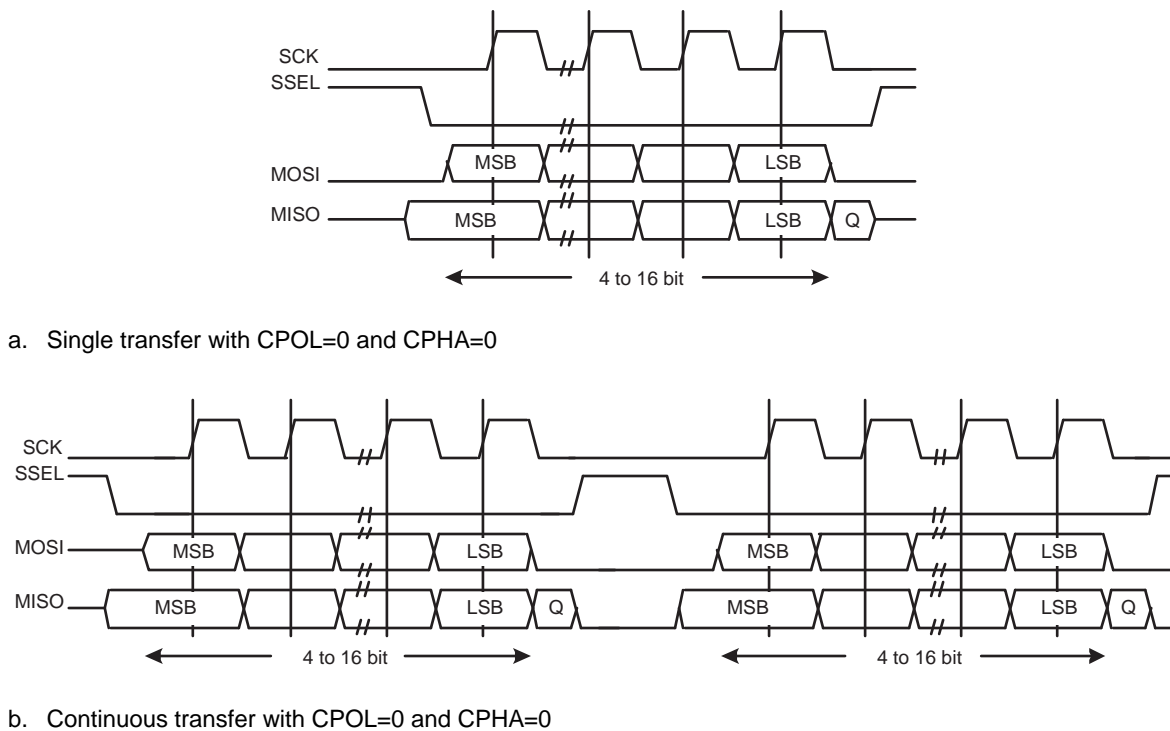 SCK
SSEL
MOSI MSB LSB
MISO MSB LSB Q
4 to 16 bit
a. Single transfer with CPOL=0 and CPHA=0
SCK
SSEL
MOSI MSB LSB MSB LSB
MISO MSB LSB Q MSB LSB Q
4 to 16 bit 4 to 16 bit
b. Continuous transfer with CPOL=0 and CPHA=0